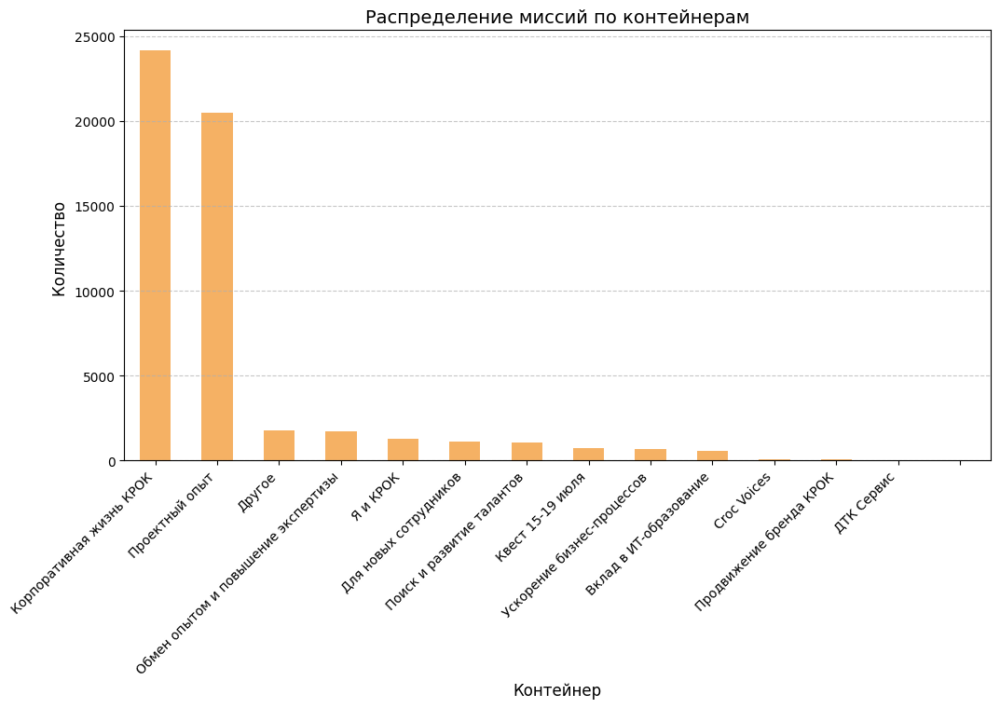 Распределение миссий по контейнерам
Количество
25000
20000
15000
10000
5000
0
Корпоративная жизнь КРОК
Проектный опыт
Другое
Обмен опытом и повышение экспертизы
Я и КРОК
Для новых сотрудников
Поиск и развитие талантов
Квест 15-19 июля
Ускорение бизнес-процессов
Вклад в ИТ-образование
Croc Voices
Продвижение бренда КРОК
ДТК Сервис
Контейнер